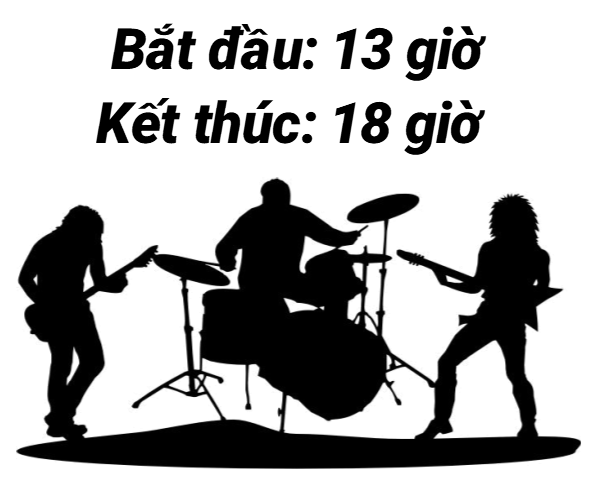 Bắt đầu: 13 giờ
Kết thúc: 18 giờ